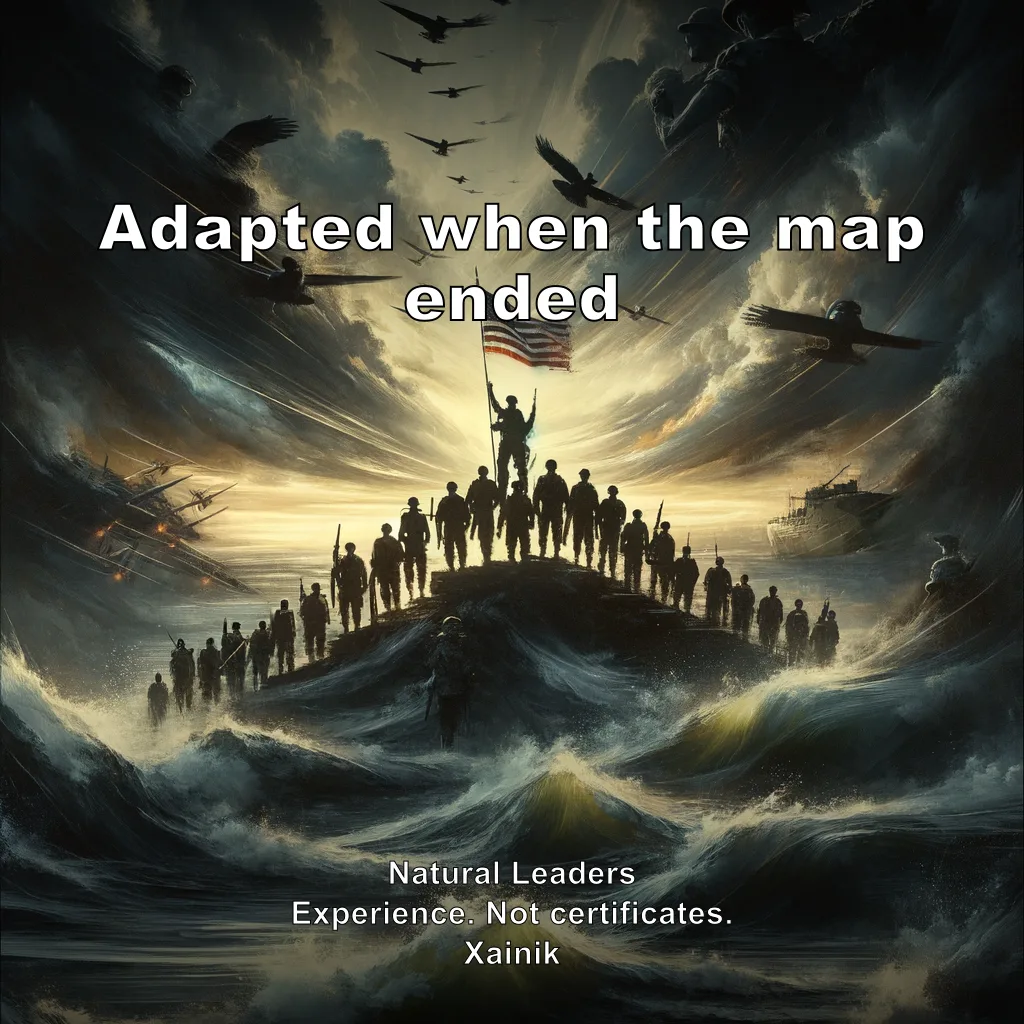 Adapted when the map
ended
Natural Leaders
Experience. Not certificates.
Xainik